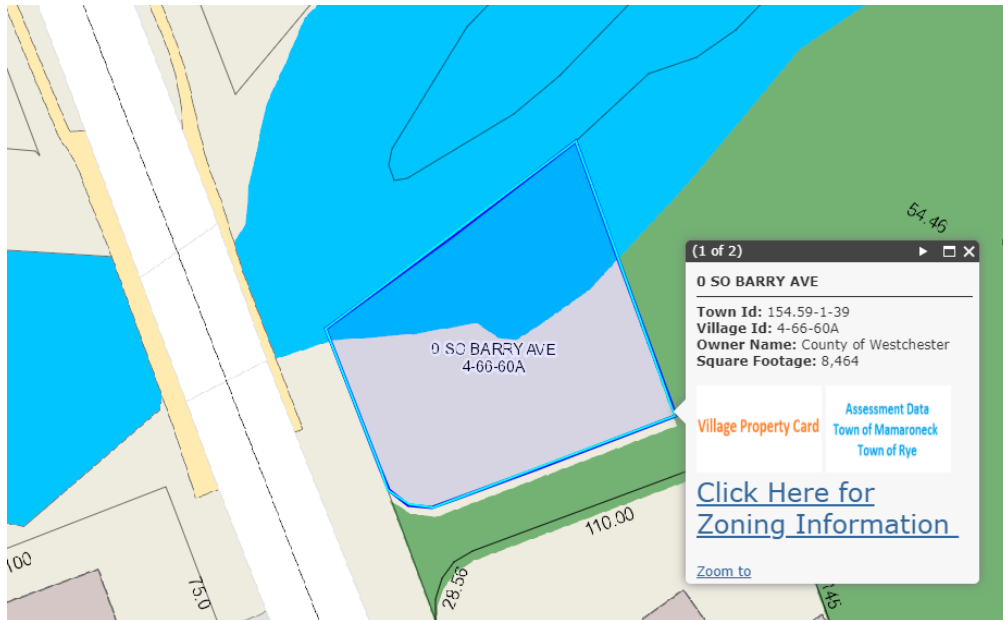 54.46
(1 of 2)
0 SO BARRY AVE
Town Id: 154.59-1-39
Village Id: 4-66-60A
Owner Name: County of Westchester
Square Footage: 8,464
Village Property Card
Assessment Data
Town of Mamaroneck
Town of Rye
Click Here for
Zoning Information
Zoom to
0 SO BARRY AVE
4-66-60A
110.00
28.56
100
75.0
145